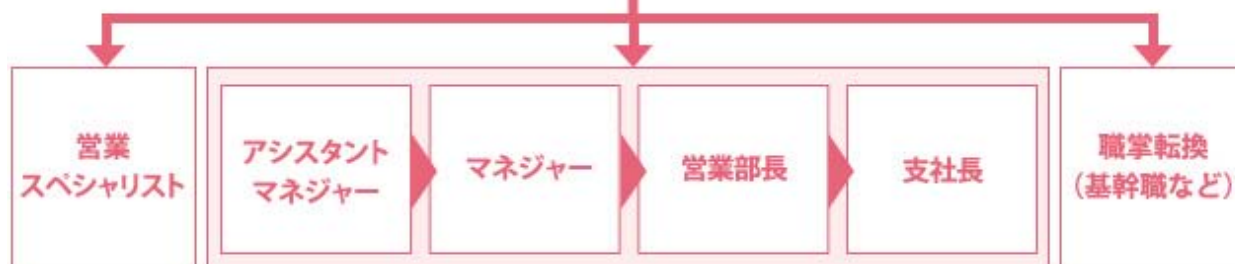 営業
スペシャリスト
アシスタント
マネジャー
マネジャー
営業部長
支社長
職掌転換
（基幹職など）